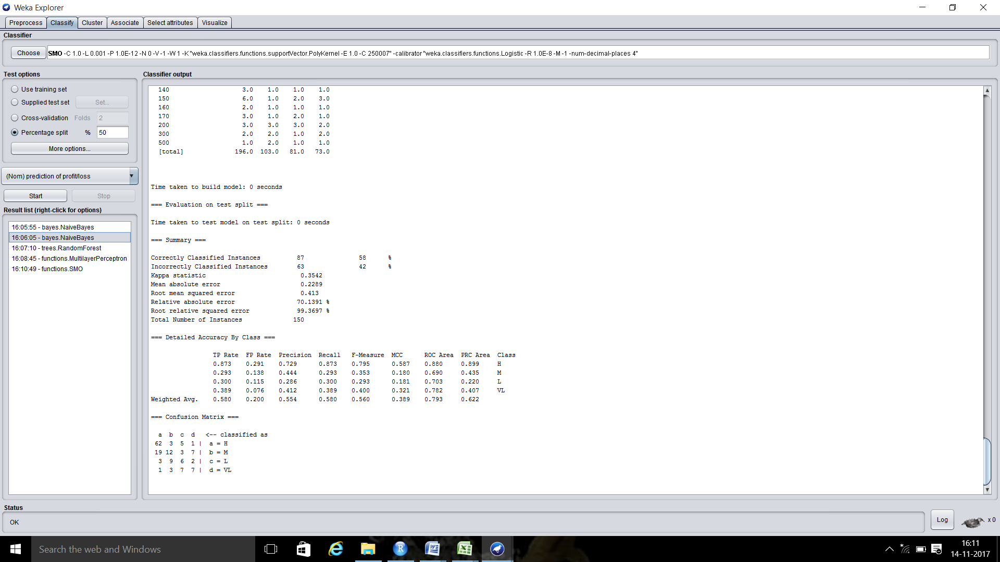 Weka Explorer
Preprocess Classify Cluster Associate Select attributes Visualize
Classifier
Choose SMO -C 1.0 -L 0.001 -P 1.0E-12 -N 0 -V -1 -W 1 -K "weka.classifiers.functions.supportVector.PolyKernel -E 1.0 -C 250007" -calibrator "weka.classifiers.functions.Logistic -R 1.0E-8 -M -1 -num-decimal-places 4"
Test options
Use training set
Supplied test set Set...
Cross-validation Folds 2
Percentage split % 50
More options...
(Nom) prediction of profit/loss
Start Stop
Result list (right-click for options)
16:05:55 - bayes.NaiveBayes
16:06:05 - bayes.NaiveBayes
16:07:10 - trees.RandomForest
16:08:45 - functions.MultilayerPerceptron
16:10:49 - functions.SMO
Classifier output
140 3.0 1.0 1.0 1.0
150 6.0 1.0 2.0 3.0
160 2.0 1.0 1.0 1.0
170 3.0 1.0 2.0 1.0
200 3.0 3.0 3.0 2.0
300 2.0 2.0 1.0 2.0
500 1.0 2.0 1.0 1.0
[total] 196.0 103.0 81.0 73.0
Time taken to build model: 0 seconds
=== Evaluation on test split ===
Time taken to test model on test split: 0 seconds
=== Summary ===
Correctly Classified Instances 87 58 %
Incorrectly Classified Instances 63 42 %
Kappa statistic 0.3542
Mean absolute error 0.2289
Root mean squared error 0.413
Relative absolute error 70.1391 %
Root relative squared error 99.3697 %
Total Number of Instances 150
=== Detailed Accuracy By Class ===
TP Rate FP Rate Precision Recall F-Measure MCC ROC Area PRC Area Class
0.873 0.291 0.729 0.873 0.795 0.587 0.880 0.899 H
0.293 0.138 0.444 0.293 0.353 0.180 0.690 0.435 M
0.300 0.115 0.286 0.300 0.293 0.181 0.703 0.220 L
0.389 0.076 0.412 0.389 0.400 0.321 0.782 0.407 VL
Weighted Avg. 0.580 0.200 0.554 0.580 0.560 0.389 0.793 0.622
=== Confusion Matrix ===
a b c d <-- classified as
62 3 5 1 | a = H
19 12 3 7 | b = M
3 9 6 2 | c = L
1 3 7 7 | d = VL
Status
OK
Log x 0
Search the web and Windows
16:11
14-11-2017